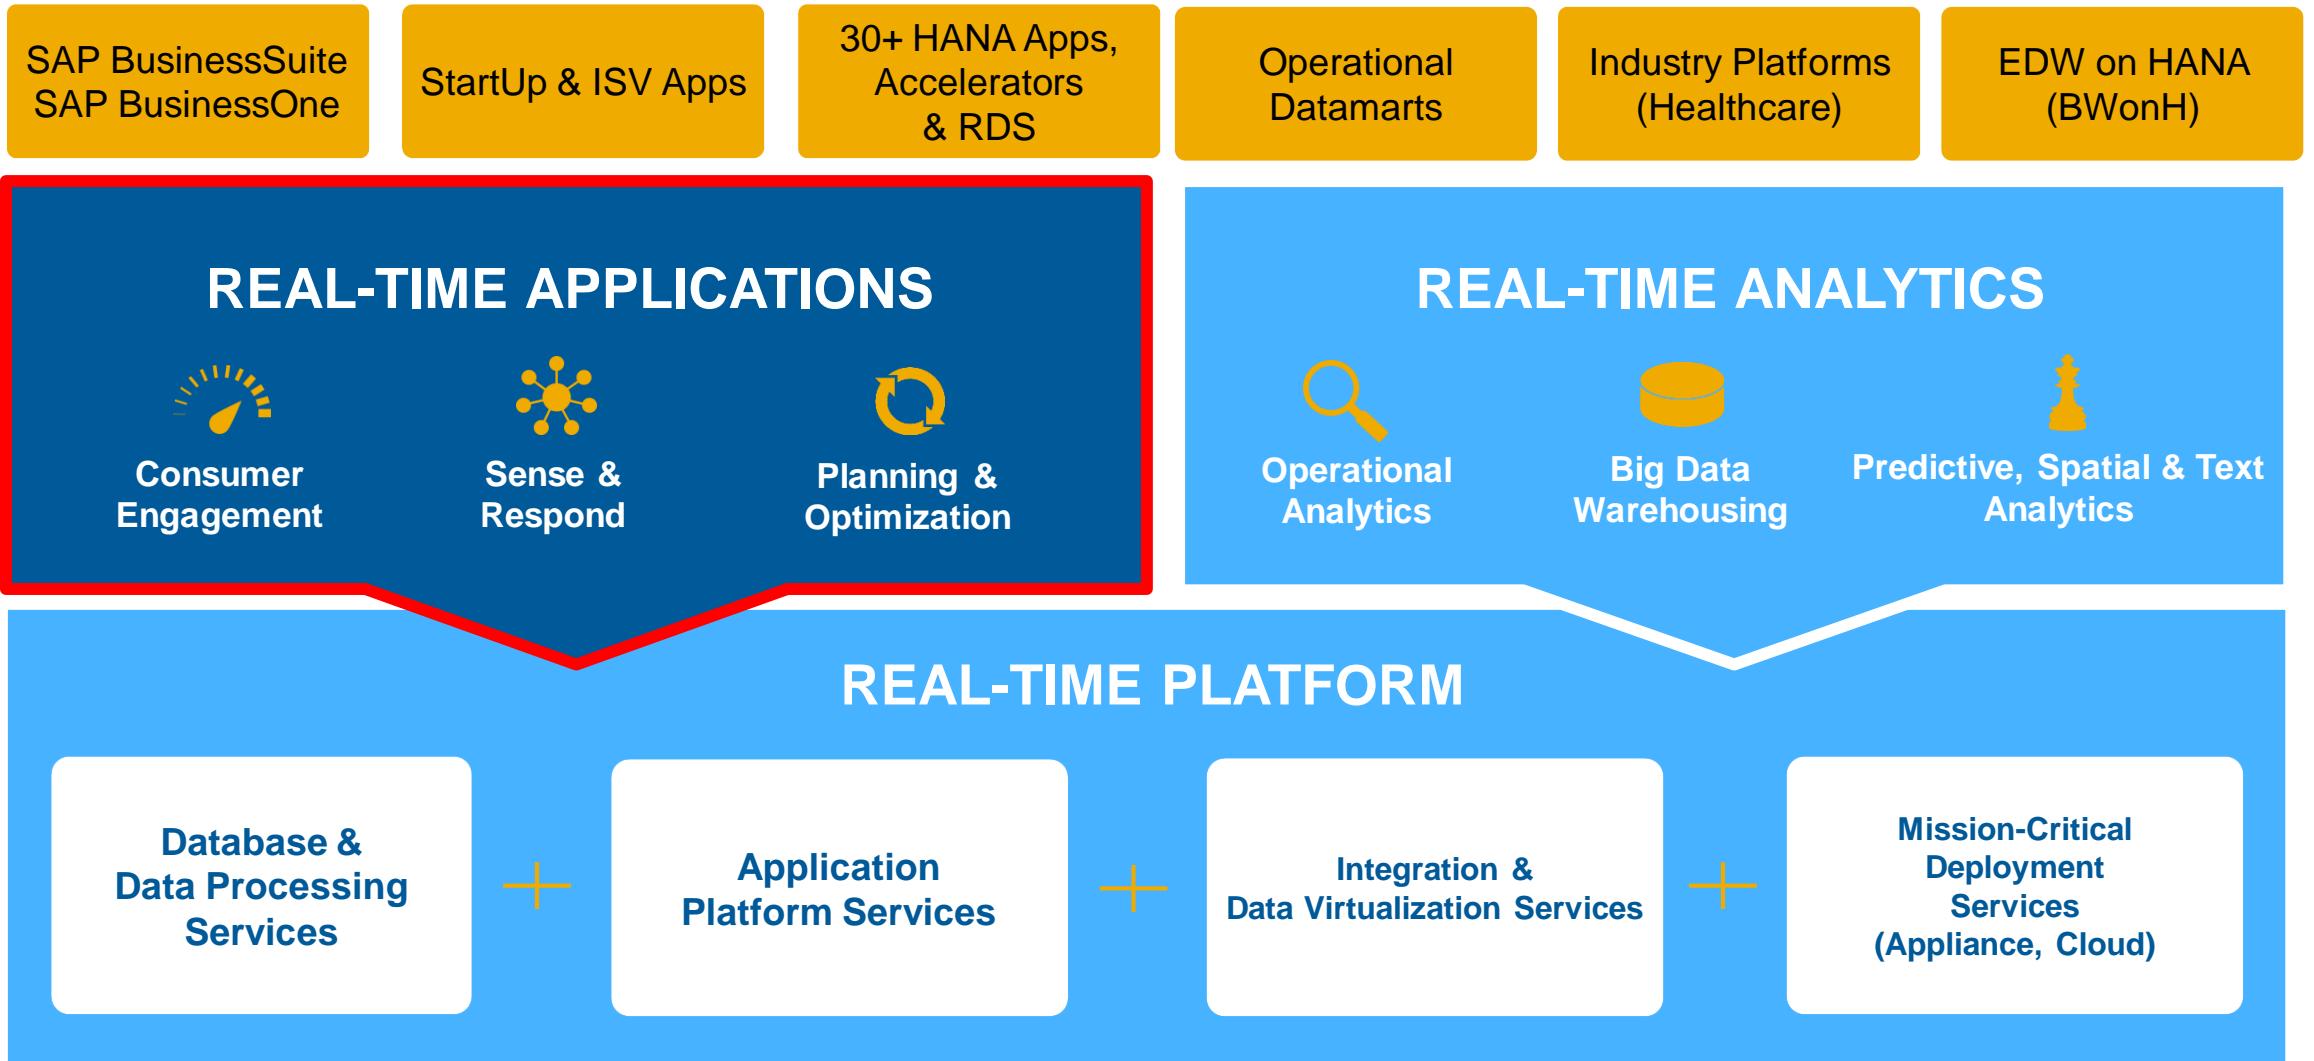 SAP BusinessSuite
SAP BusinessOne
StartUp & ISV Apps
30+ HANA Apps,
Accelerators
& RDS
Operational
Datamarts
Industry Platforms
(Healthcare)
EDW on HANA
(BWonH)
REAL-TIME APPLICATIONS
Consumer
Engagement
Sense &
Respond
Planning &
Optimization
REAL-TIME ANALYTICS
Operational
Analytics
Big Data
Warehousing
Predictive, Spatial & Text
Analytics
REAL-TIME PLATFORM
Database &
Data Processing
Services
Application
Platform Services
Integration &
Data Virtualization Services
Mission-Critical
Deployment
Services
(Appliance, Cloud)